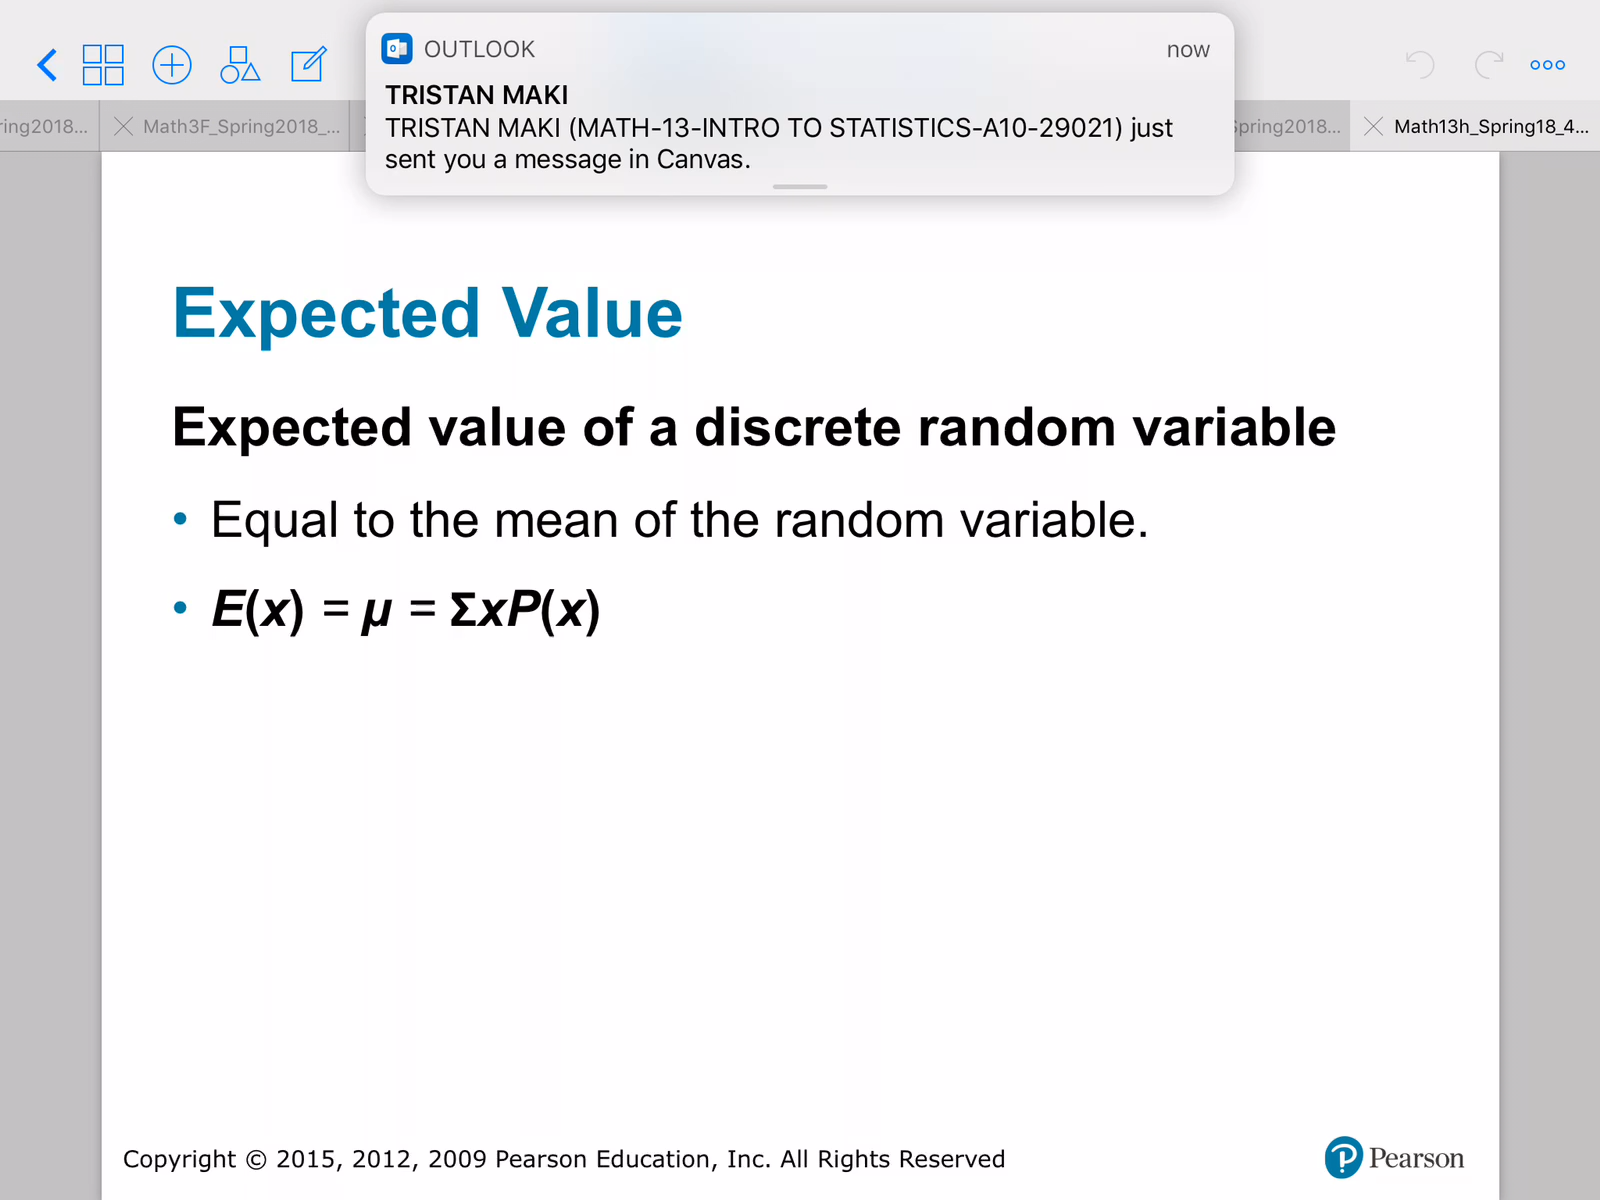 OUTLOOK
now
TRISTAN MAKI
TRISTAN MAKI (MATH-13-INTRO TO STATISTICS-A10-29021) just
sent you a message in Canvas.
ring2018...
Math3F_Spring2018_...
Spring2018...
Math13h_Spring18_4...
Expected Value
Expected value of a discrete random variable
• Equal to the mean of the random variable.
• E(x) = μ = ΣxP(x)
Copyright © 2015, 2012, 2009 Pearson Education, Inc. All Rights Reserved
Pearson